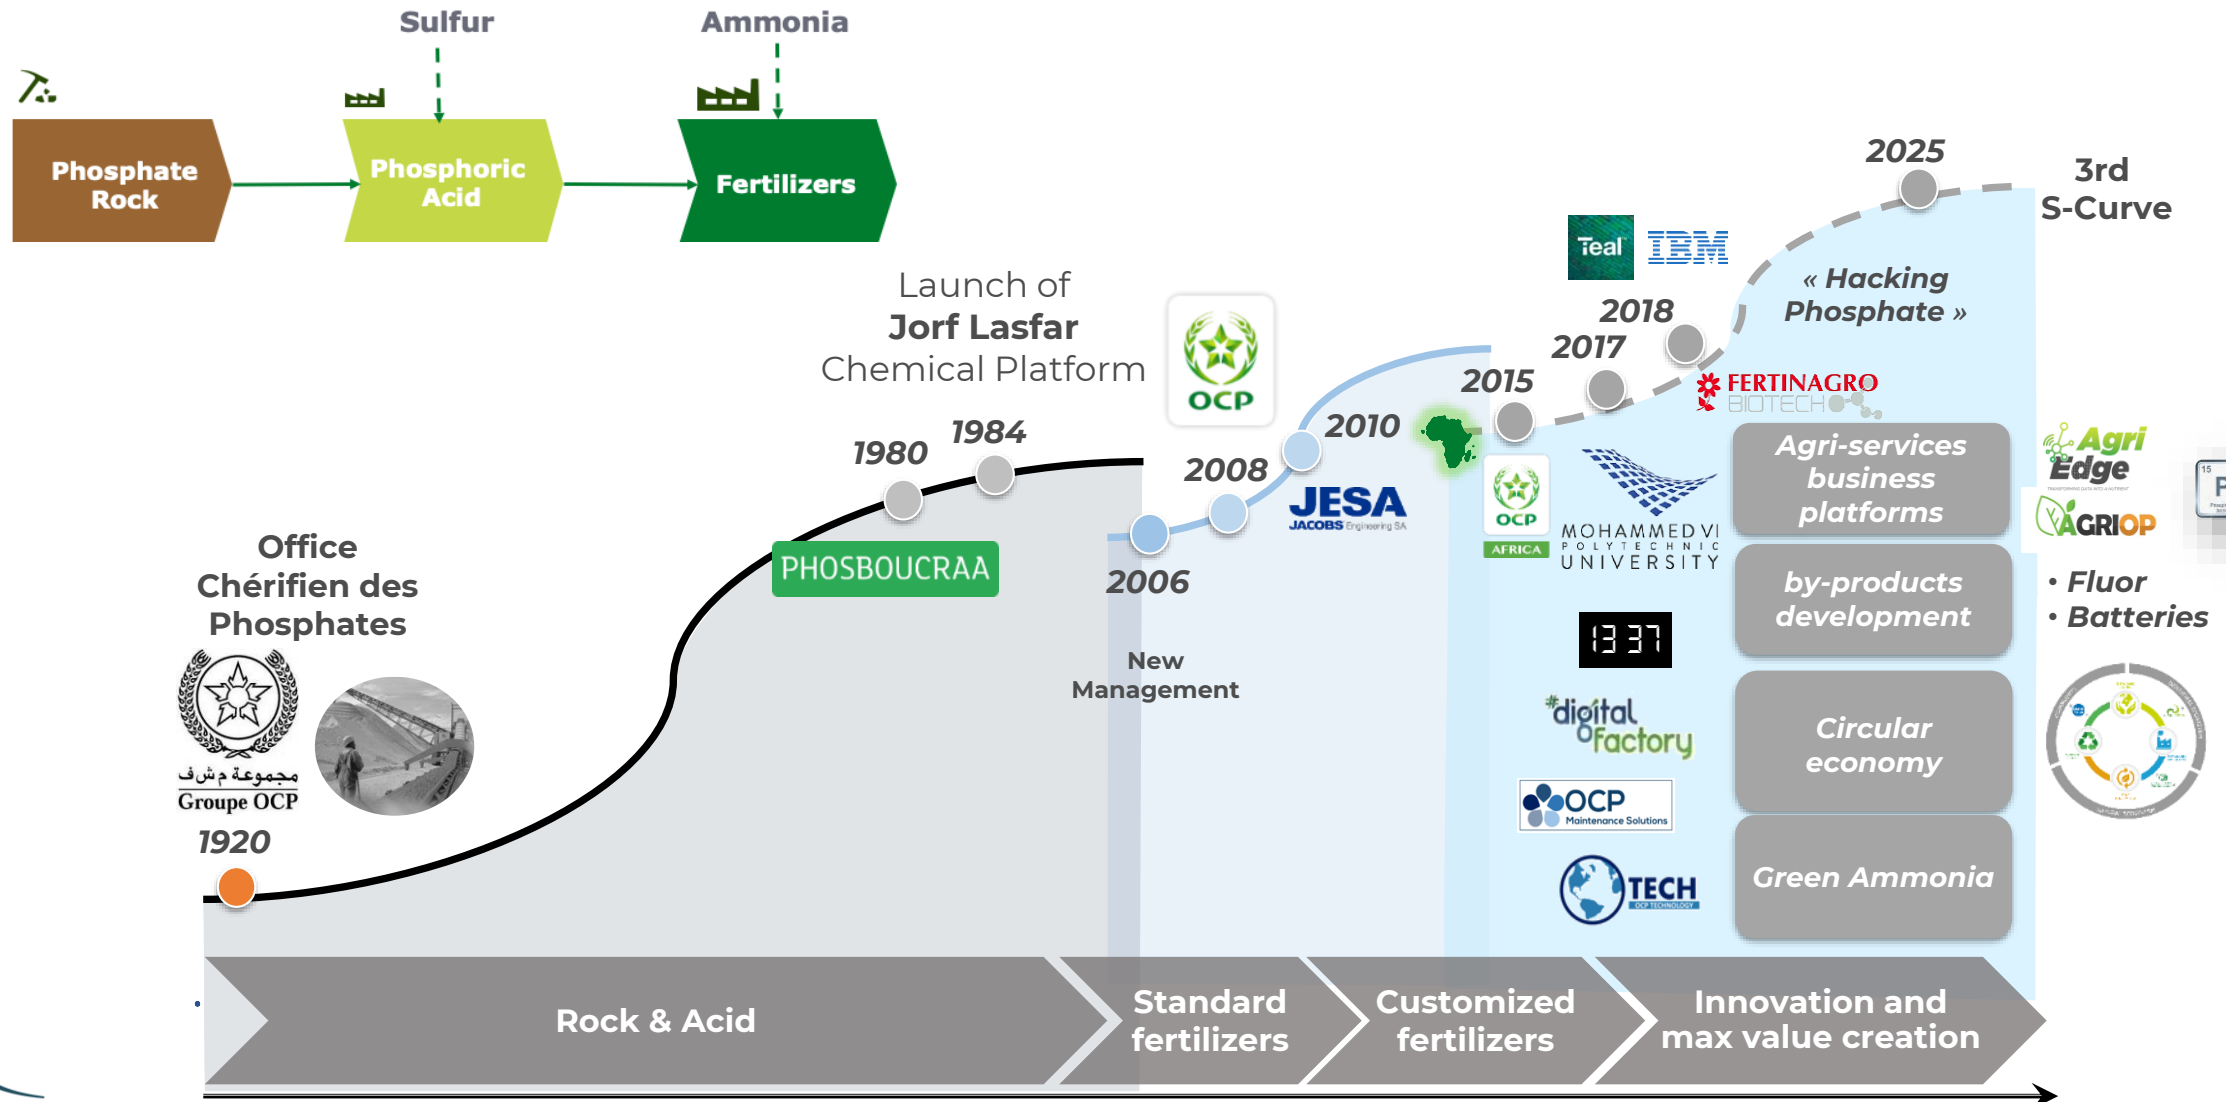 Sulfur
Ammonia
Phosphate
Rock
Phosphoric
Acid
Fertilizers
2025
3rd
S-Curve
Teal
IBM
« Hacking
Phosphate »
Launch of
Jorf Lasfar
Chemical Platform
OCP
2018
2017
2015
FERTINAGRO
BIOTECH
1980
1984
2010
2008
JESA
JACOBS Engineering SA
OCP
AFRICA
MOHAMMED VI
POLYTECHNIC
UNIVERSITY
Agri-services
business
platforms
Agri
Edge
AGRIOP
15
P
PHOSBOUCRAA
2006
Office
Chérifien des
Phosphates
by-products
development
• Fluor
• Batteries
New
Management
1337
#digital
factory
مجموعة م ش ف
Groupe OCP
Circular
economy
OCP
Maintenance Solutions
1920
TECH
OCP TECHNOLOGY
Green Ammonia
Rock & Acid
Standard
fertilizers
Customized
fertilizers
Innovation and
max value creation